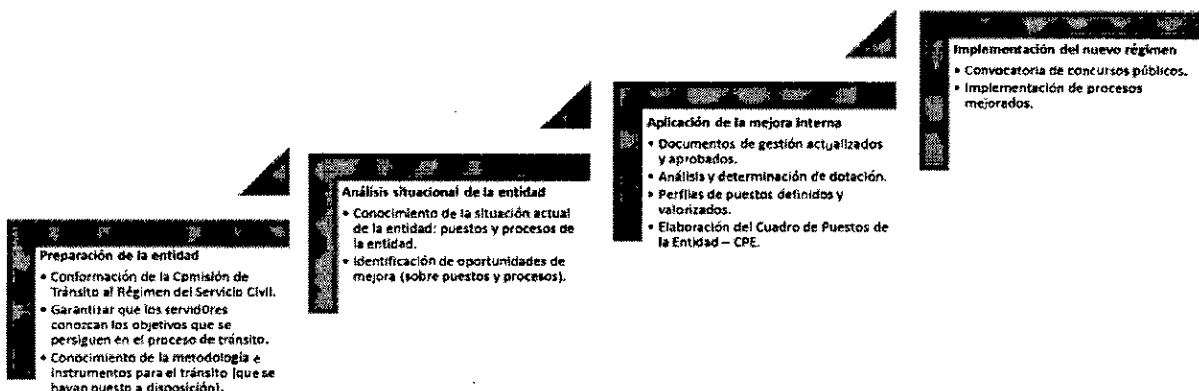 Preparación de la entidad
• Conformación de la Comisión de
Tránsito al Régimen del Servicio Civil.
• Garantizar que los servidores
conozcan los objetivos que se
persiguen en el proceso de tránsito.
• Conocimiento de la metodología e
instrumentos para el tránsito (que se
hayan puesto a disposición).
Análisis situacional de la entidad
• Conocimiento de la situación actual
de la entidad: puestos y procesos de
la entidad.
• Identificación de oportunidades de
mejora (sobre puestos y procesos).
Aplicación de la mejora interna
• Documentos de gestión actualizados
y aprobados.
• Análisis y determinación de dotación.
• Perfiles de puestos definidos y
valorizados.
• Elaboración del Cuadro de Puestos de
la Entidad – CPE.
Implementación del nuevo régimen
• Convocatoria de concursos públicos.
• Implementación de procesos
mejorados.